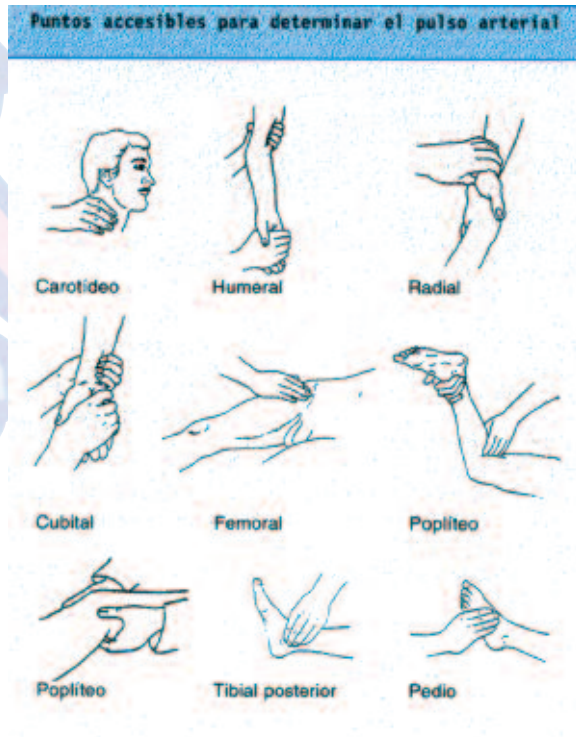 Puntos accesibles para determinar el pulso arterial
Carotídeo
Humeral
Radial
Cubital
Femoral
Poplíteo
Poplíteo
Tibial posterior
Pedio